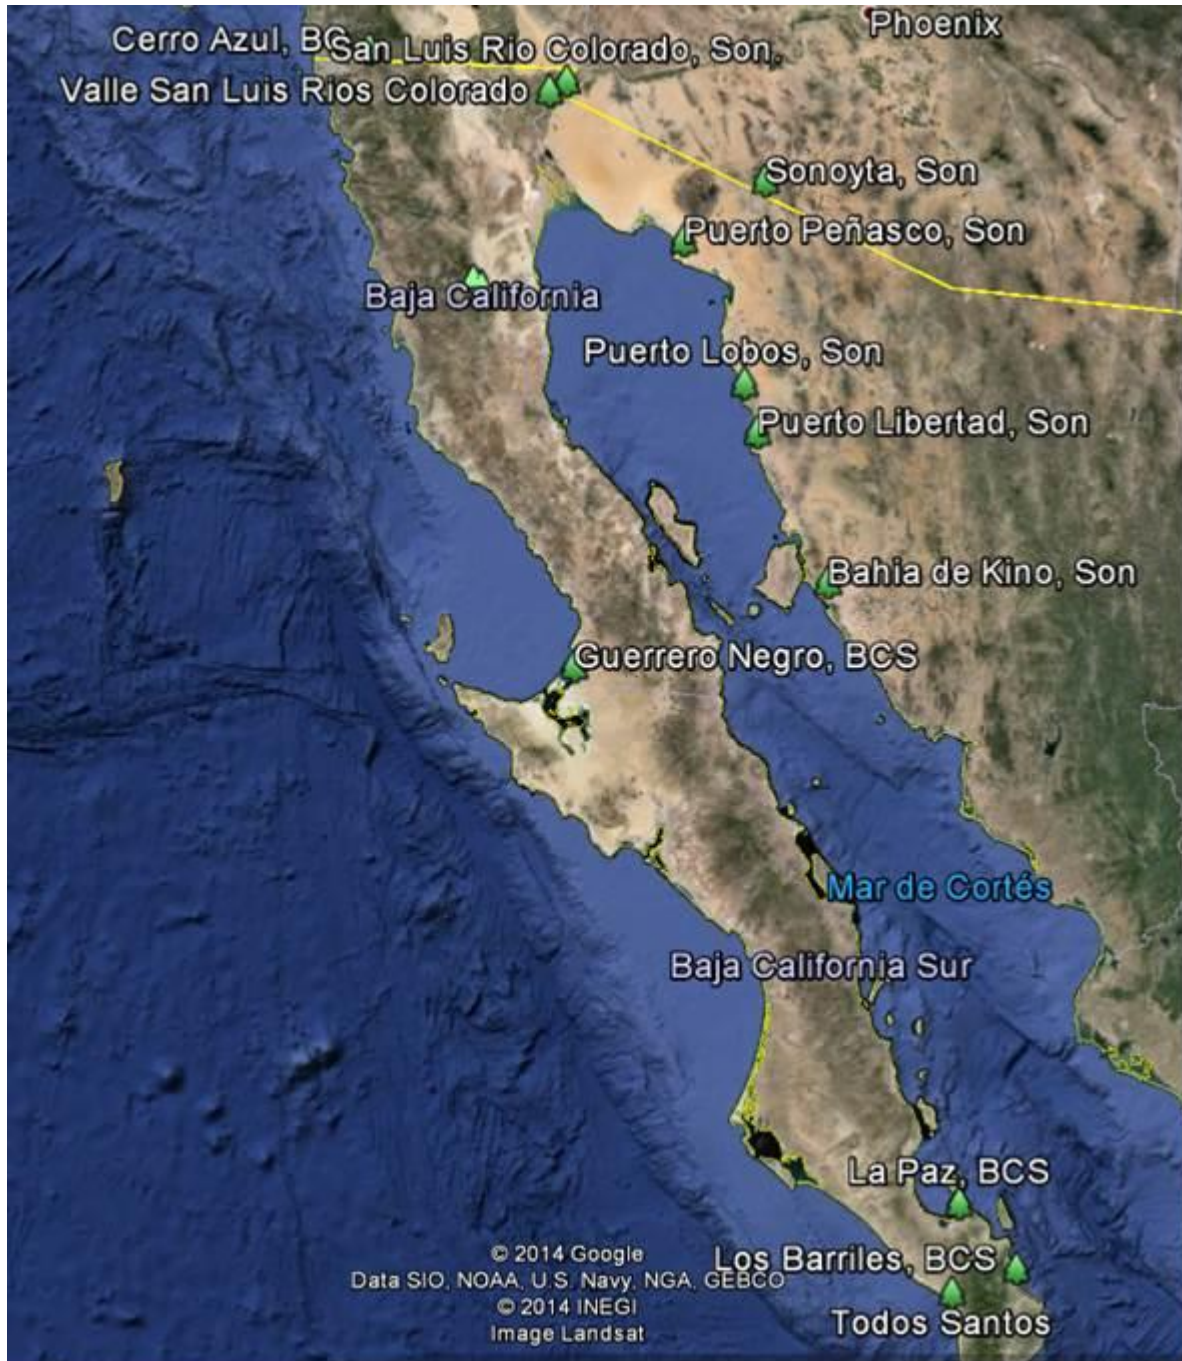 Phoenix
Cerro Azul, BC
San Luis Rio Colorado, Son.
Valle San Luis Rios Colorado
Sonoyta, Son
Puerto Peñasco, Son
Baja California
Puerto Lobos, Son
Puerto Libertad, Son
Bahia de Kino, Son
Guerrero Negro, BCS
Mar de Cortés
Baja California Sur
La Paz, BCS
Los Barriles, BCS
Todos Santos
© 2014 Google
Data SIO, NOAA, U.S. Navy, NGA, GEBCO
© 2014 INEGI
Image Landsat